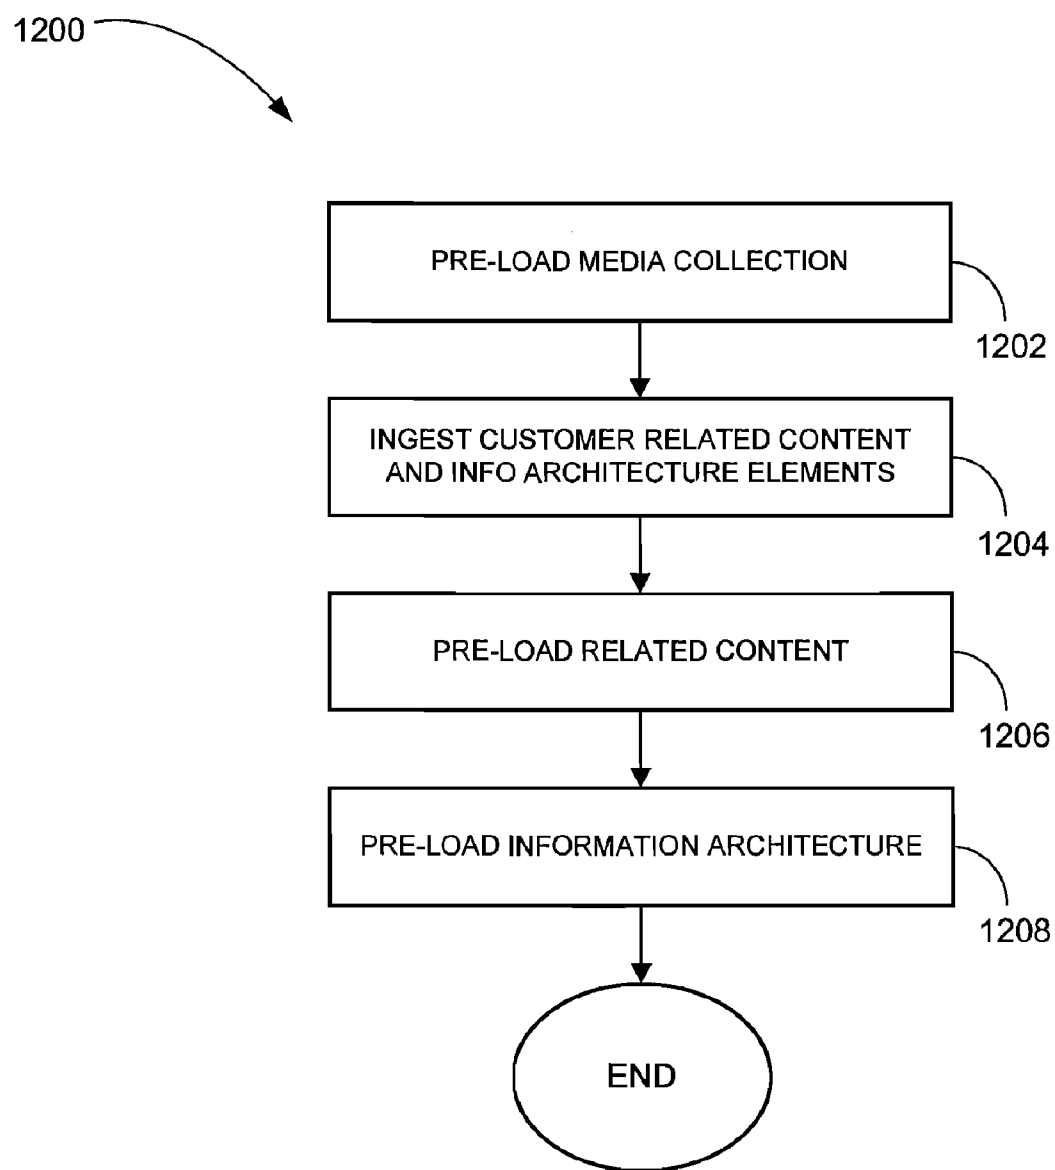 1200
PRE-LOAD MEDIA COLLECTION
1202
INGEST CUSTOMER RELATED CONTENT
AND INFO ARCHITECTURE ELEMENTS
1204
PRE-LOAD RELATED CONTENT
1206
PRE-LOAD INFORMATION ARCHITECTURE
1208
END